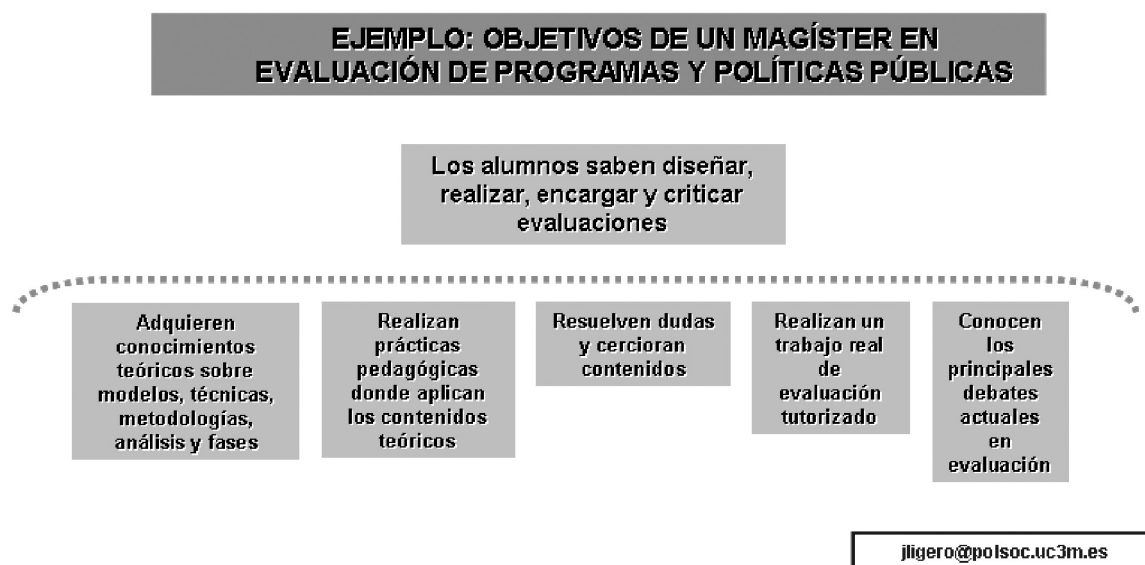 EJEMPLO: OBJETIVOS DE UN MAGÍSTER EN
EVALUACIÓN DE PROGRAMAS Y POLÍTICAS PÚBLICAS
Los alumnos saben diseñar,
realizar, encargar y criticar
evaluaciones
Adquieren
conocimientos
teóricos sobre
modelos, técnicas,
metodologías,
análisis y fases
Realizan
prácticas
pedagógicas
donde aplican
los contenidos
teóricos
Resuelven dudas
y cercioran
contenidos
Realizan un
trabajo real
de
evaluación
tutorizado
Conocen
los
principales
debates
actuales
en
evaluación
jligero@polsoc.uc3m.es